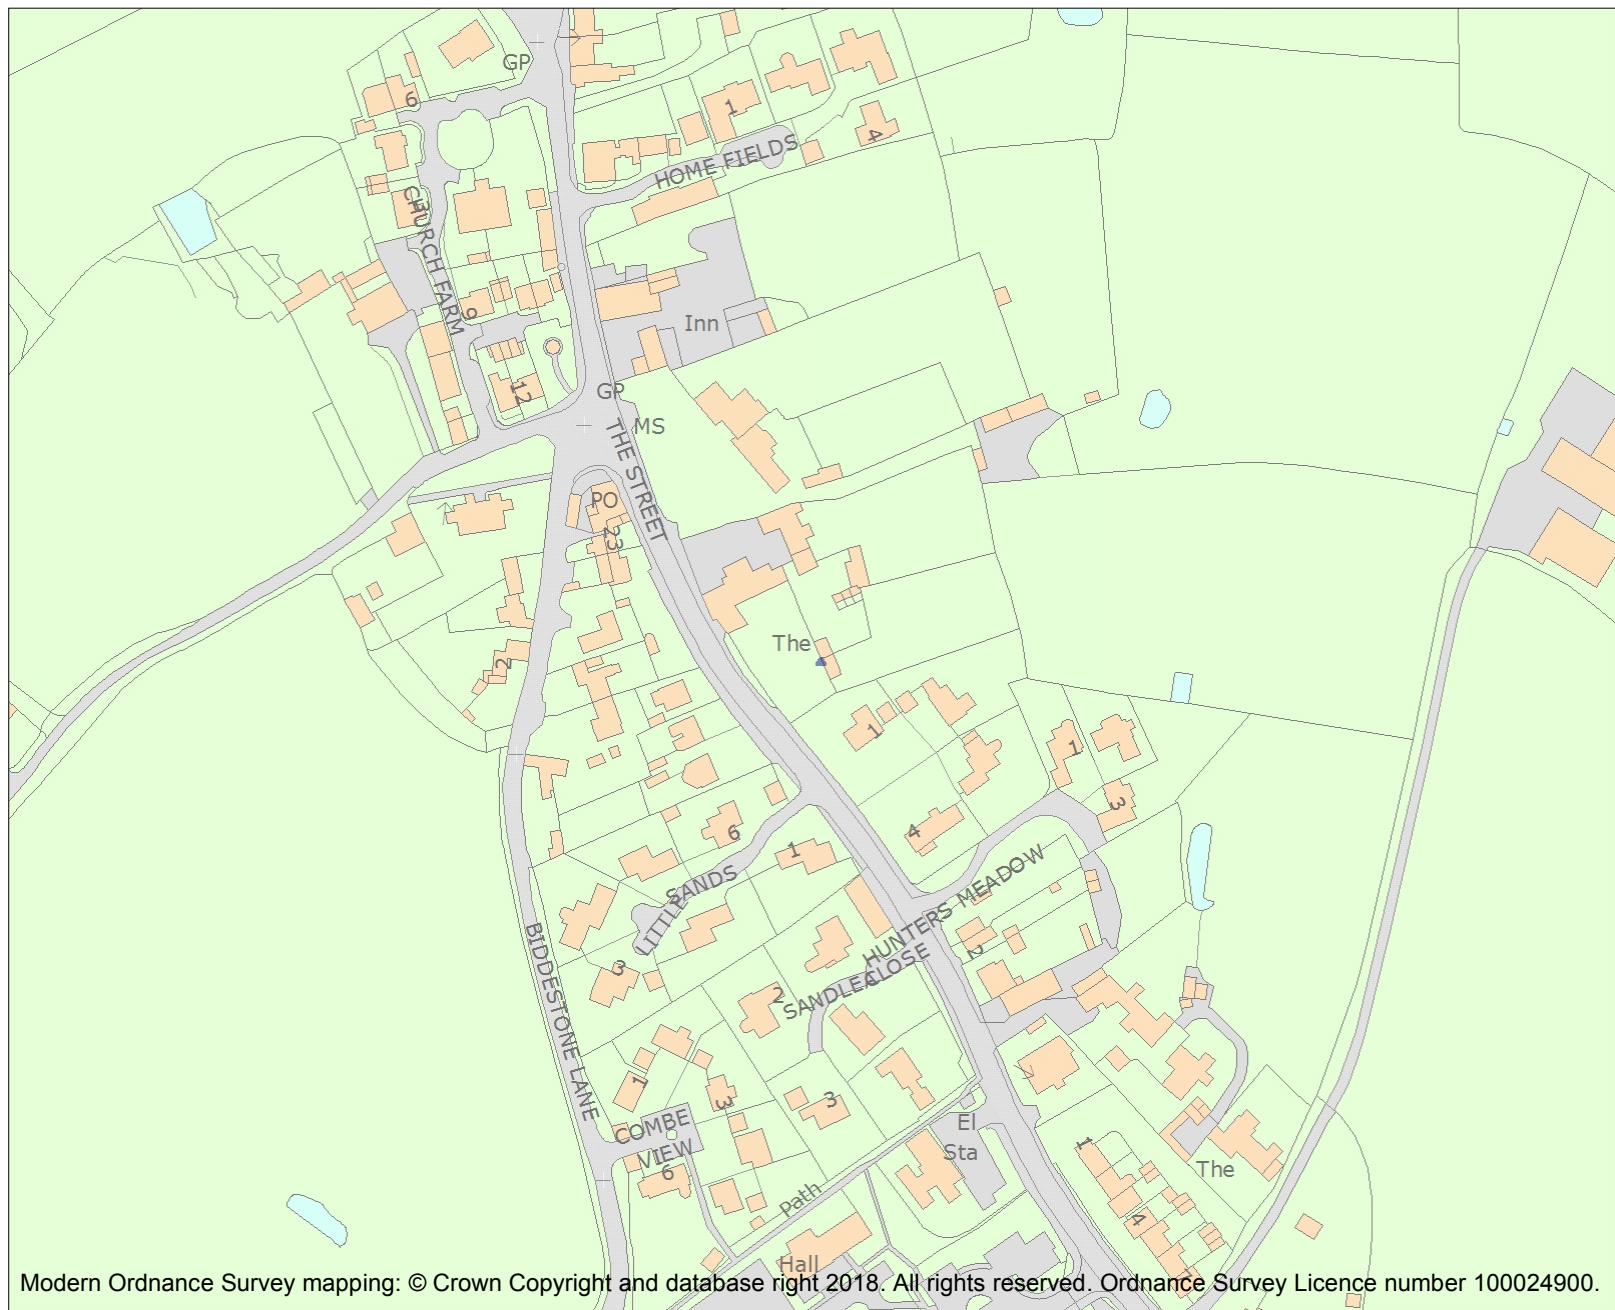 GP
6
1
4
HOME FIELDS
CHURCH FARM
9
Inn
12
GP
MS
THE STREET
PO
23
The
2
1
1
3
4
6
1
SANDS
LITTLE
HUNTERS MEADOW
BIDDESTONE LANE
3
2
2
SANDLEA CLOSE
1
3
3
COMBE
VIEW
6
El
Sta
1
The
Path
4
Hall
7
Modern Ordnance Survey mapping: © Crown Copyright and database right 2018. All rights reserved. Ordnance Survey Licence number 100024900.